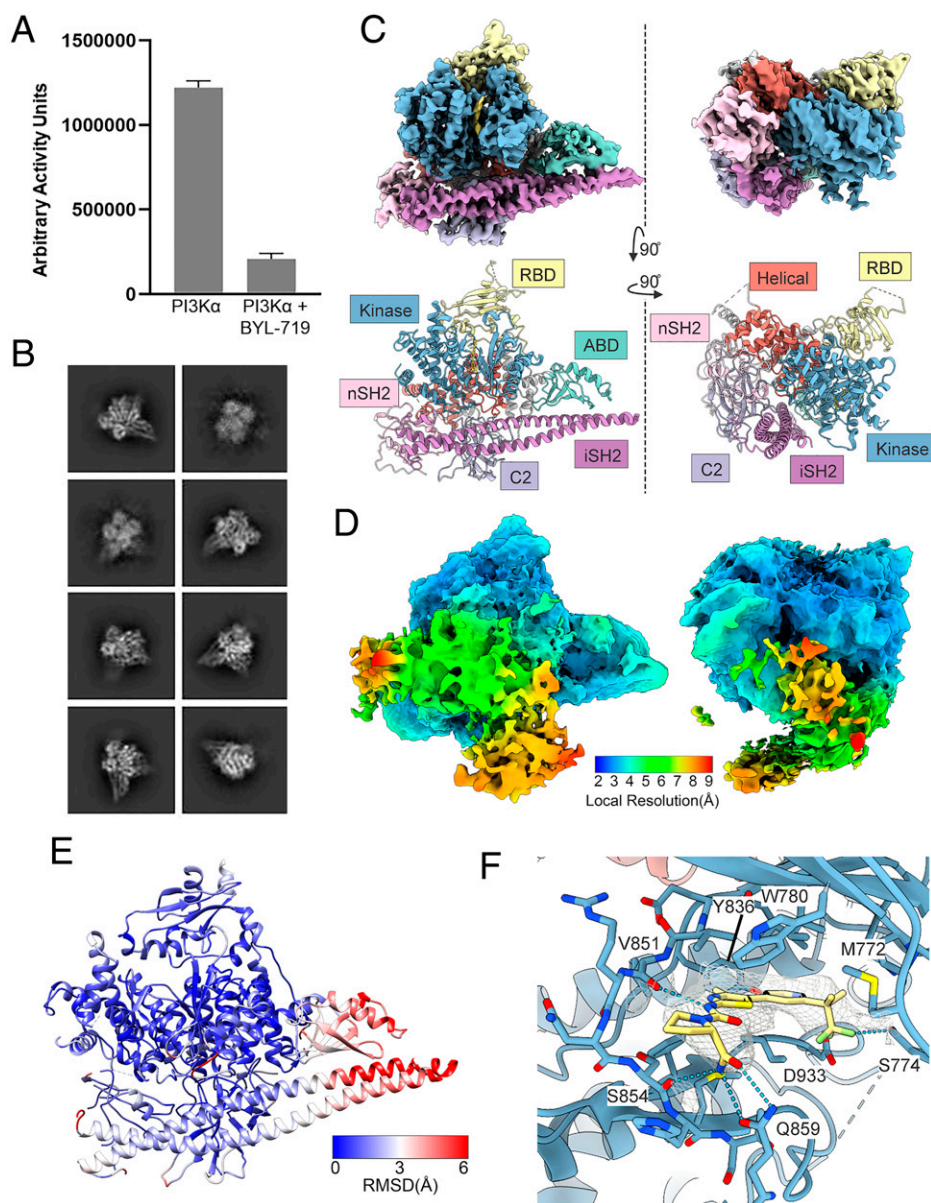 A
1500000
1000000
500000
0
Arbitrary Activity Units
PI3Kα
PI3Kα +
BYL-719
B
C
90°
90°
RBD
Kinase
ABD
nSH2
iSH2
C2
Helical
RBD
nSH2
Kinase
C2
iSH2
D
2 3 4 5 6 7 8 9
Local Resolution(Å)
E
0 3 6
RMSD(Å)
F
Y836
W780
V851
M772
S774
D933
S854
Q859